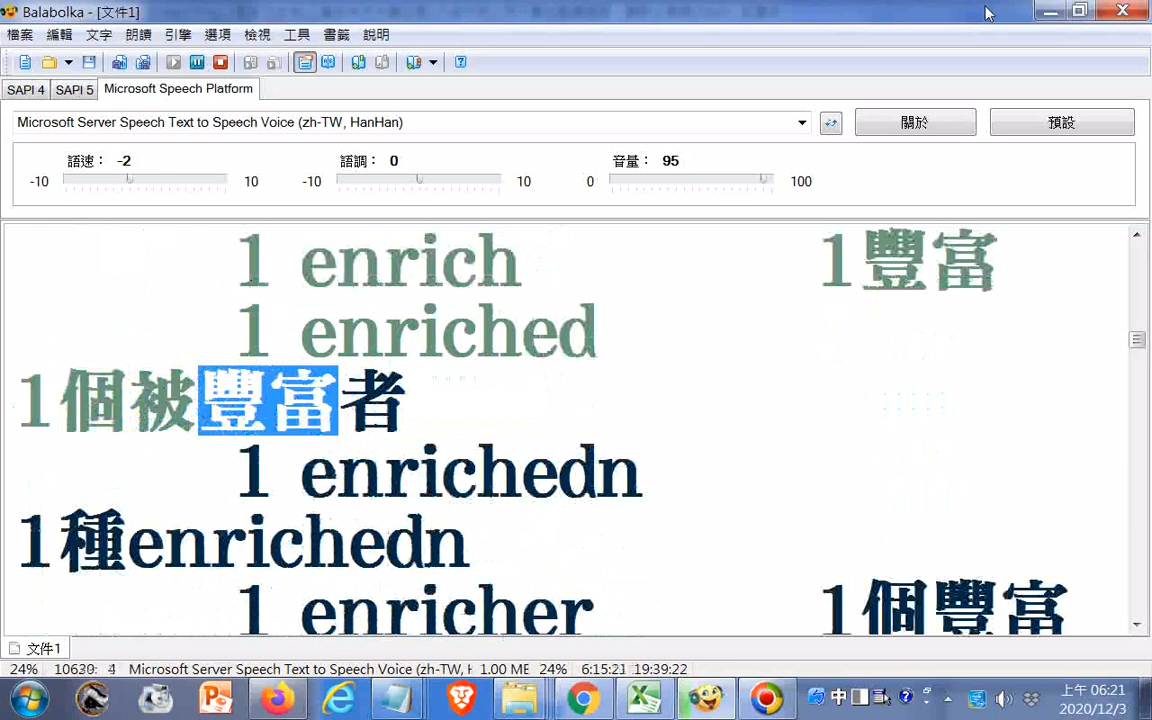 Balabolka - [文件1]
檔案 編輯 文字 朗讀 引擎 選項 檢視 工具 書籤 說明
SAPI 4 SAPI 5 Microsoft Speech Platform
Microsoft Server Speech Text to Speech Voice (zh-TW, HanHan) 關於 預設
語速： -2 語調： 0 音量： 95
-10 10 -10 10 0 100
1 enrich 1豐富
1 enriched
1個被豐富者
1 enrichedn
1種enrichedn
1 enricher 1個豐富
文件1
24% 10639: 4 Microsoft Server Speech Text to Speech Voice (zh-TW, 1.00 ME 24% 6:15:21 19:39:22
中 上午 06:21
2020/12/3